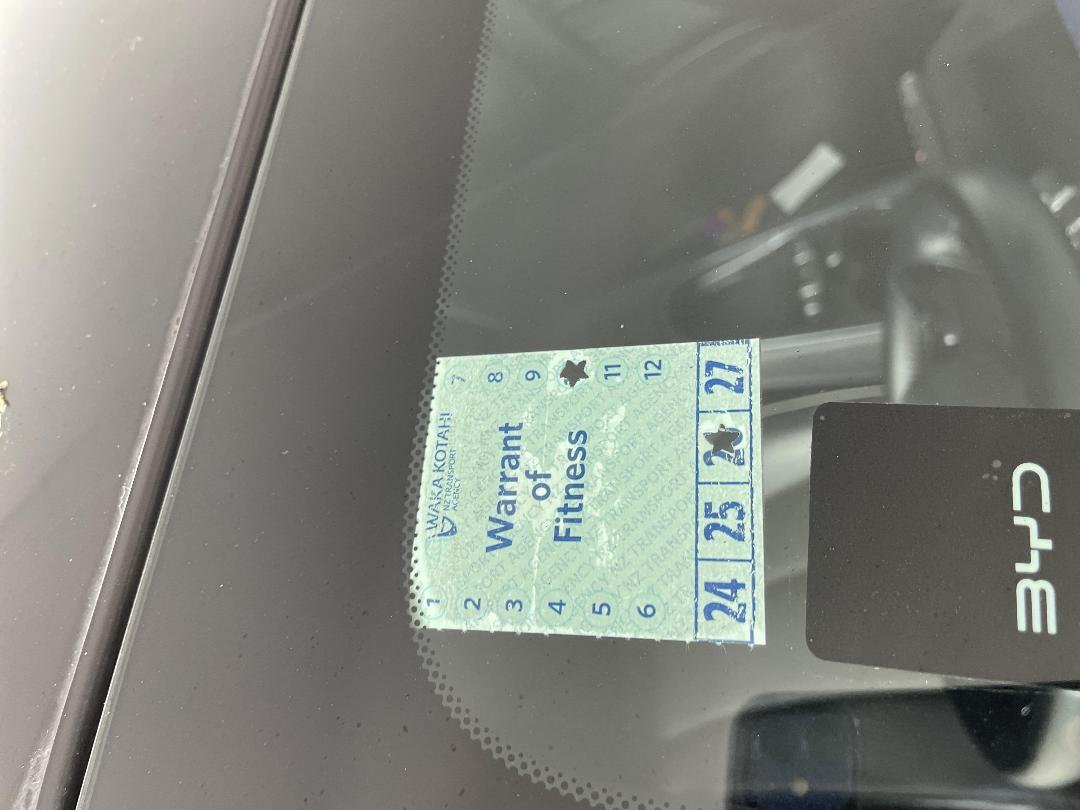 WAKA KOTAHI
NZ TRANSPORT
AGENCY
Warrant
of
Fitness
1
2
3
4
5
6
7
8
9
11
12
24 25 27
BYD